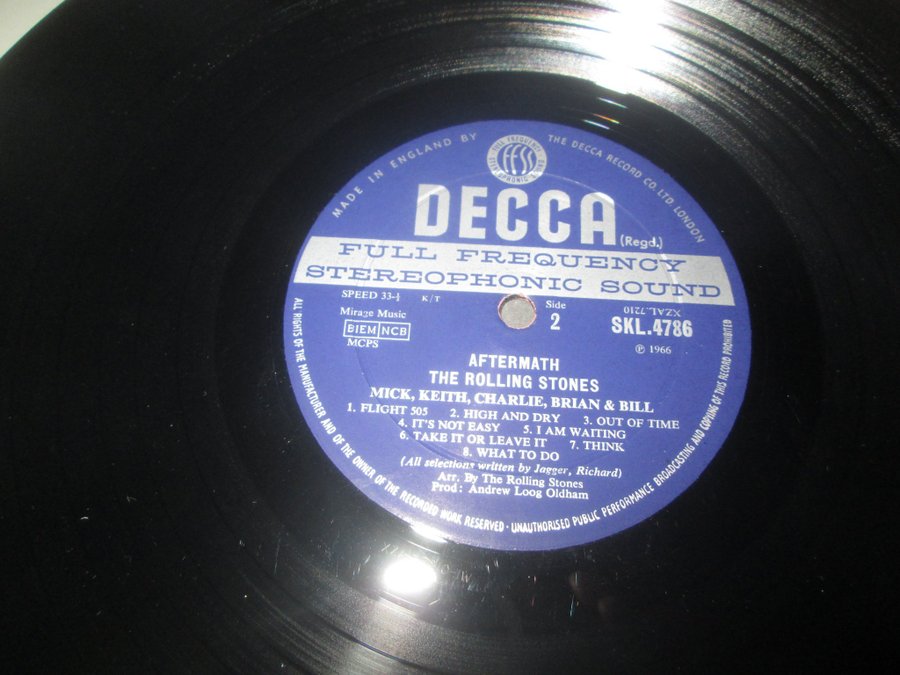 MADE IN ENGLAND BY THE DECCA RECORD CO. LTD LONDON
FULL FREQUENCY STEREOPHONIC
FFSS
DECCA (Regd.)
FULL FREQUENCY
STEREOPHONIC SOUND
SPEED 33-⅓ K/T
Mirage Music
BIEM NCB
MCPS
Side
2
XZAL.7210
SKL.4786
℗ 1966
AFTERMATH
THE ROLLING STONES
MICK, KEITH, CHARLIE, BRIAN & BILL
1. FLIGHT 505 2. HIGH AND DRY 3. OUT OF TIME
4. IT'S NOT EASY 5. I AM WAITING
6. TAKE IT OR LEAVE IT 7. THINK
8. WHAT TO DO
(All selections written by Jagger, Richard)
Arr. By The Rolling Stones
Prod: Andrew Loog Oldham
ALL RIGHTS OF THE MANUFACTURER AND OF THE OWNER OF THE RECORDED WORK RESERVED · UNAUTHORISED PUBLIC PERFORMANCE BROADCASTING AND COPYING OF THIS RECORD PROHIBITED